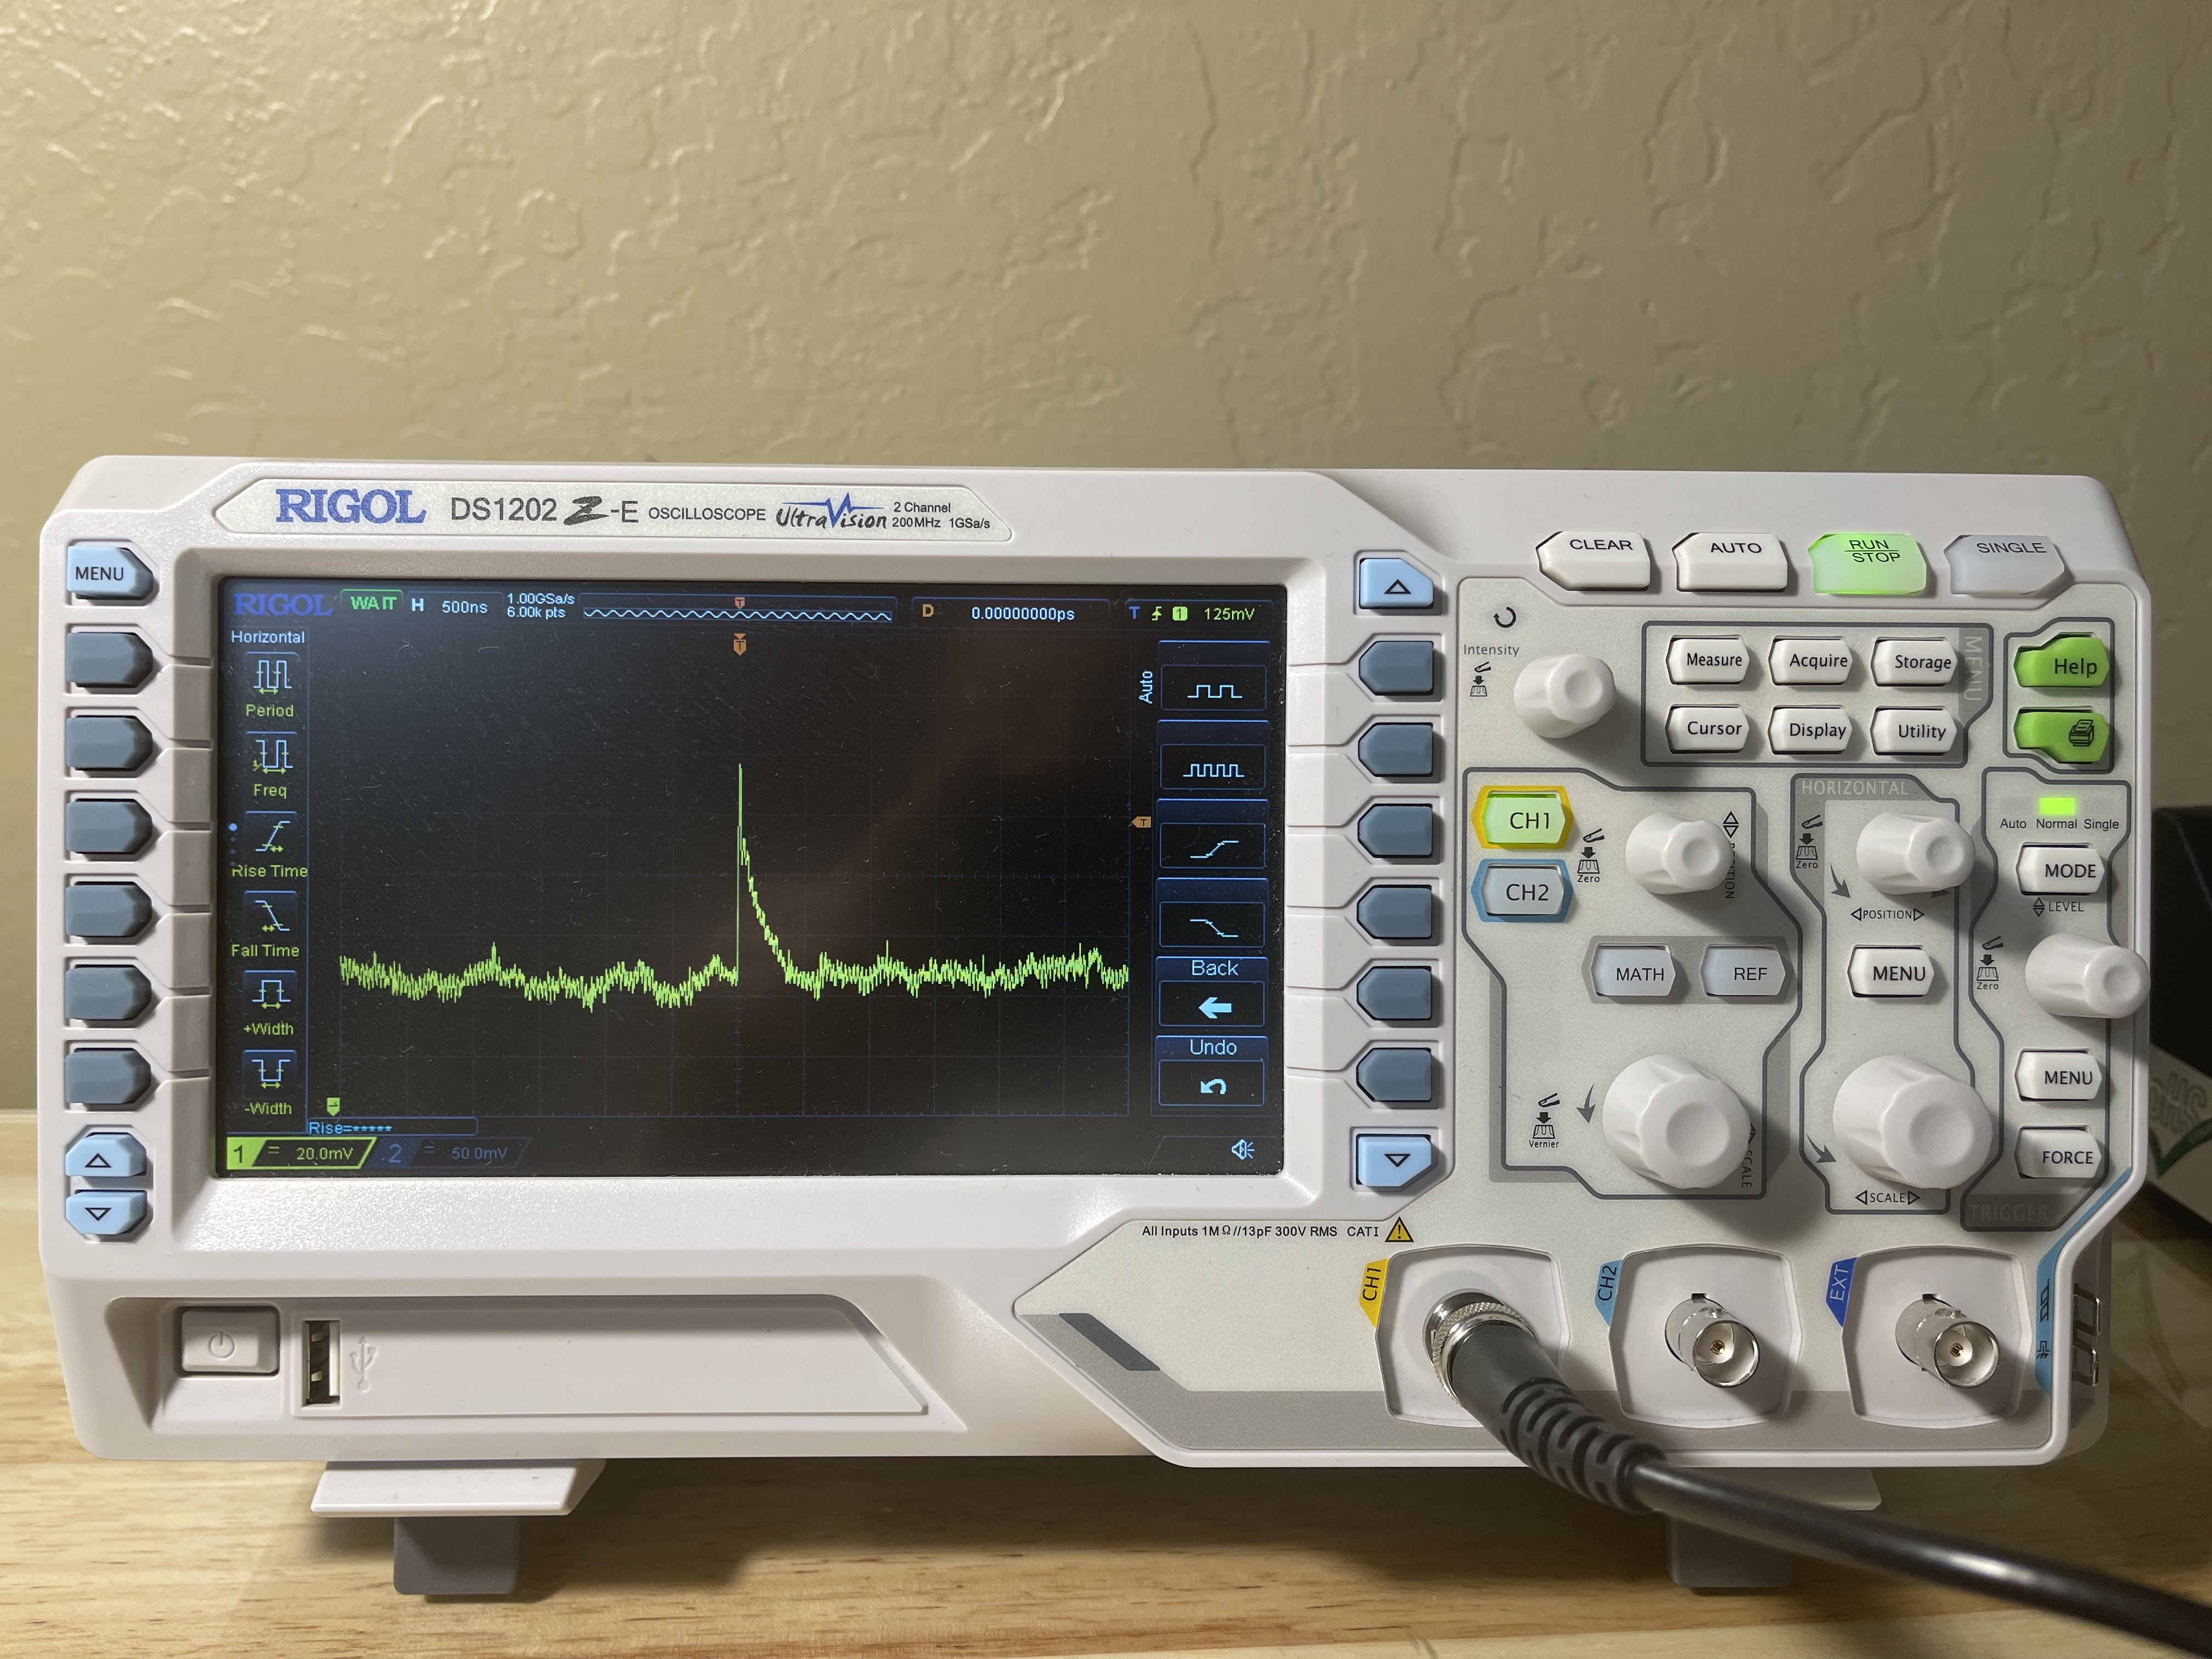 RIGOL DS1202 Z-E OSCILLOSCOPE UltraVision 2 Channel
200MHz 1GSa/s
MENU
RIGOL WAIT H 500ns 1.00GSa/s
6.00k pts
T
D 0.00000000ps T 1 125mV
Horizontal
T
Period
Freq
Rise Time
Fall Time
+Width
-Width
Auto
T
Back
Undo
Rise=*****
1 = 20.0mV 2 = 50.0mV
CLEAR AUTO RUN
STOP SINGLE
Intensity
Measure Acquire Storage
Cursor Display Utility
MENU
Help
CH1
CH2
Zero
POSITION
MATH REF
Vernier
SCALE
HORIZONTAL
Zero
POSITION
MENU
SCALE
Auto Normal Single
MODE
LEVEL
Zero
MENU
FORCE
TRIGGER
All Inputs 1MΩ//13pF 300V RMS CATI
CH1 CH2 EXT